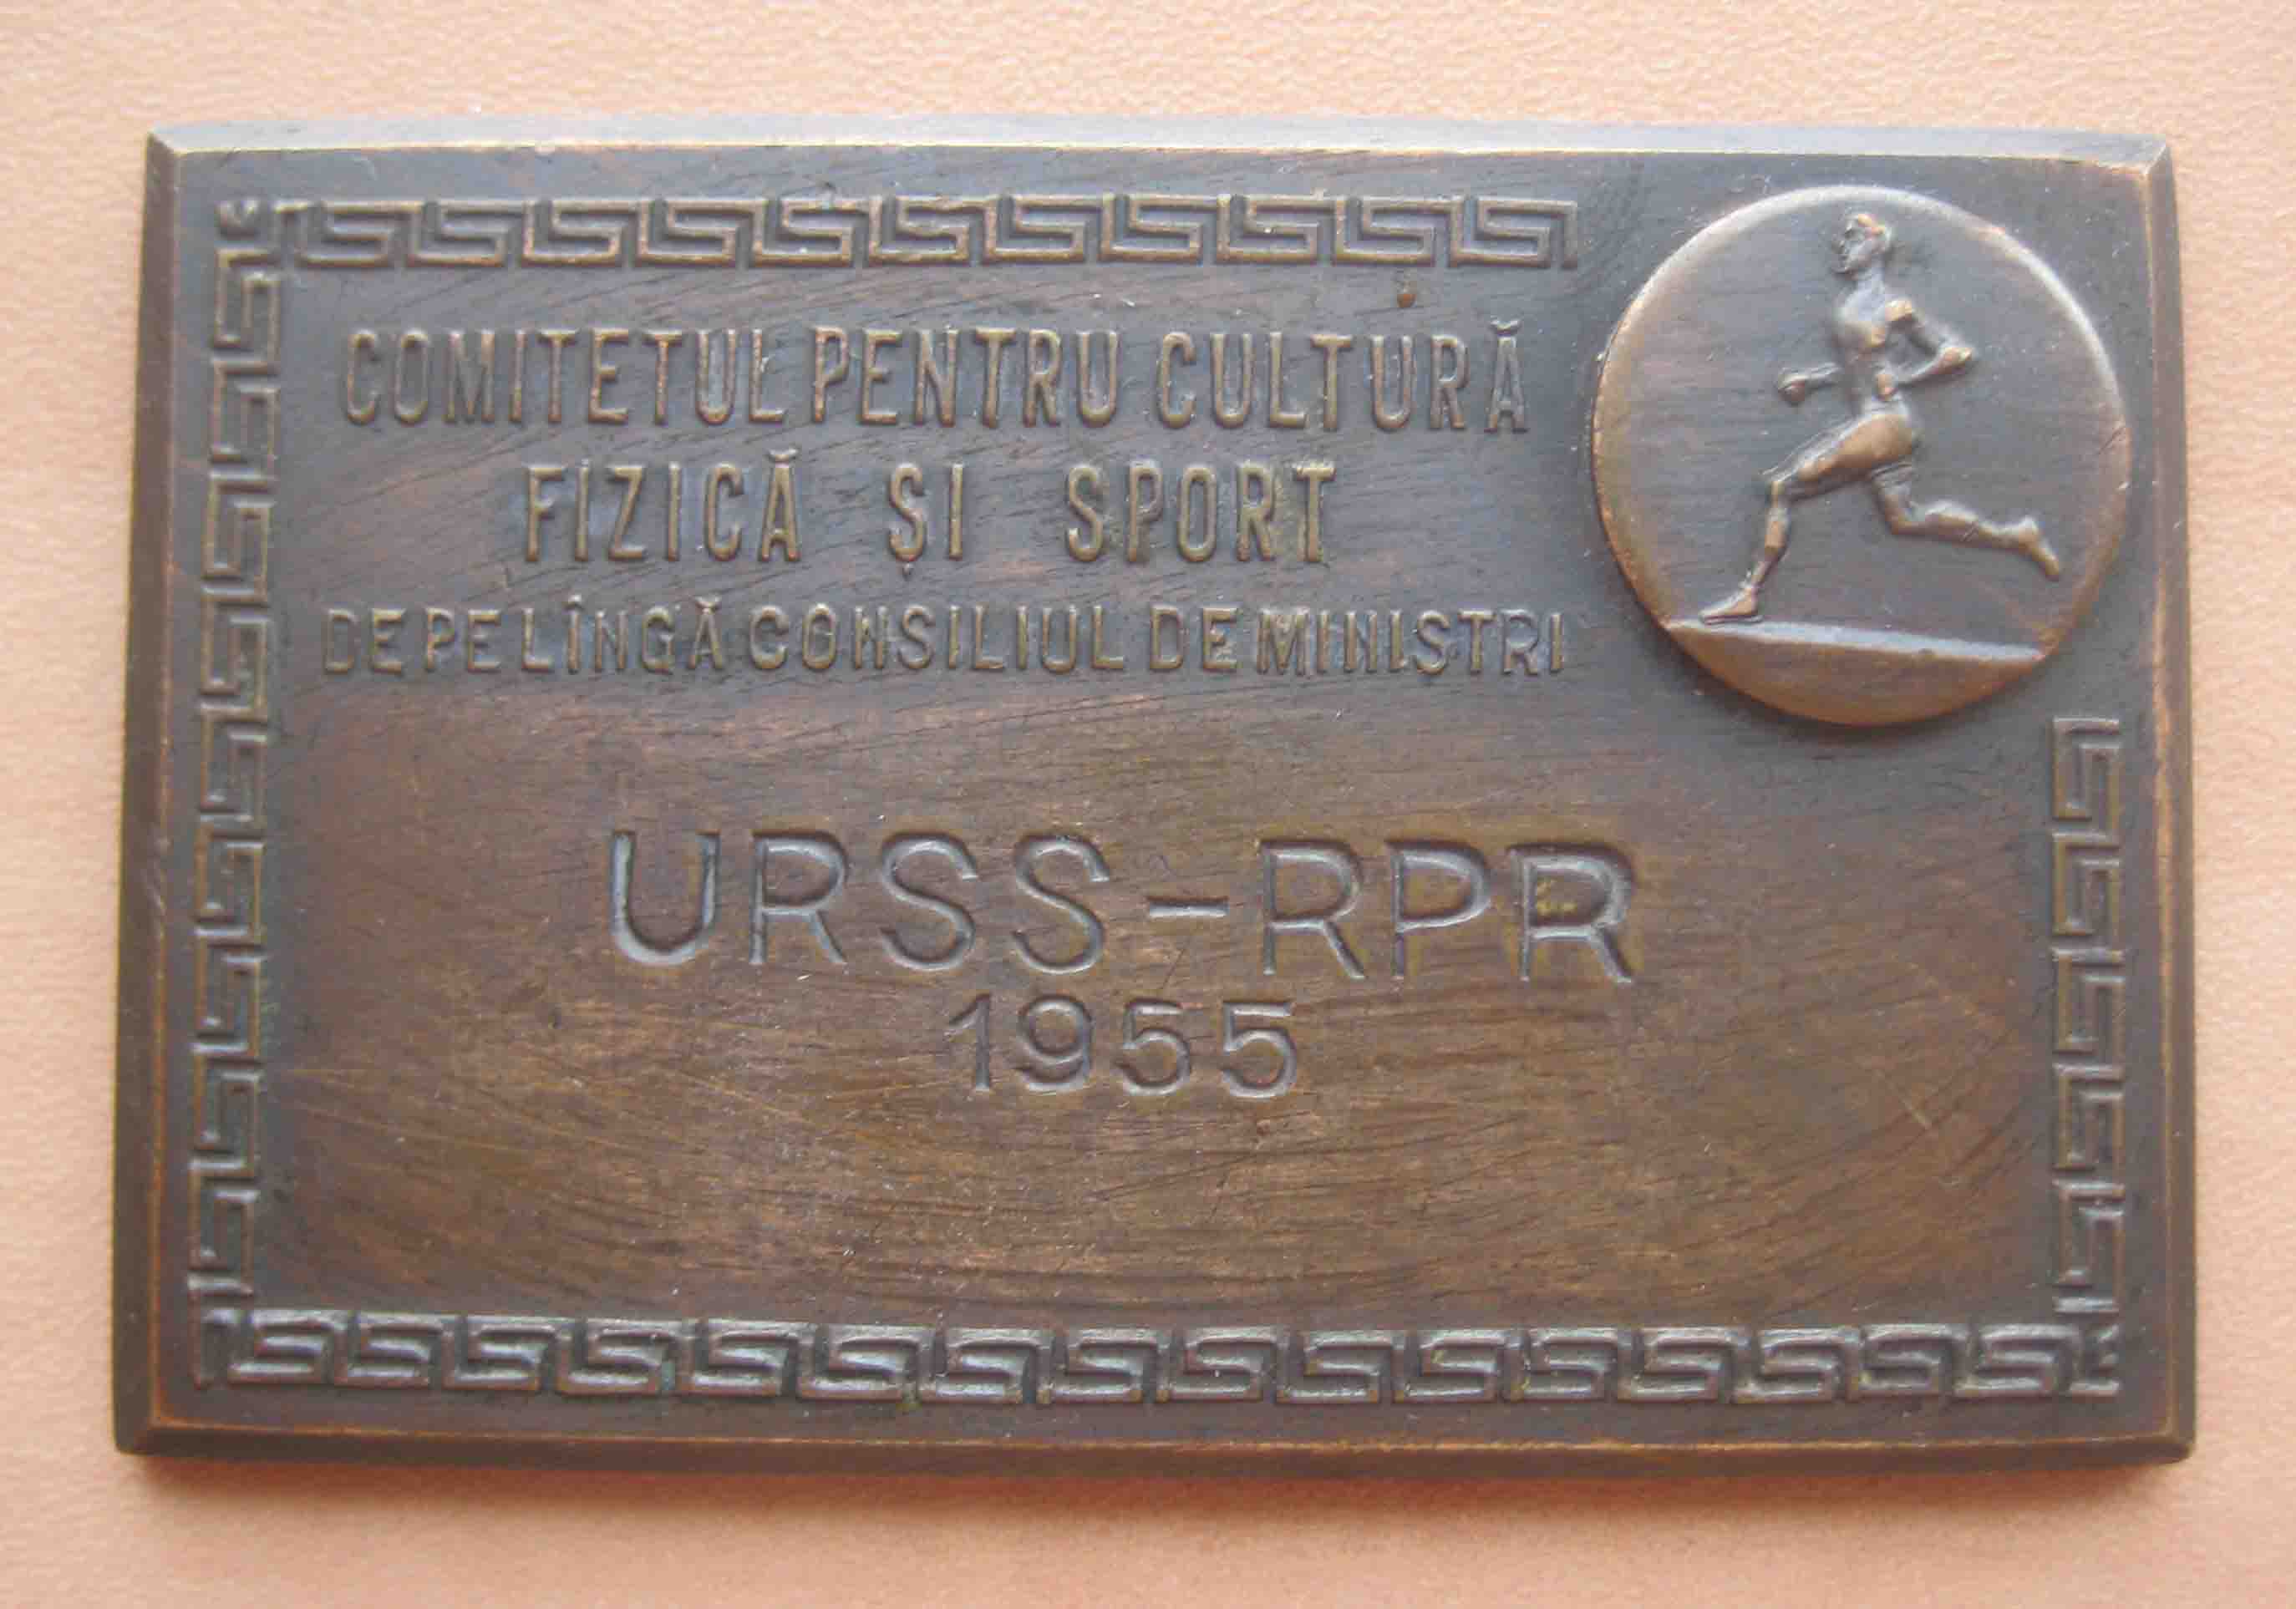 COMITETUL PENTRU CULTURĂ
FIZICĂ ȘI SPORT
DE PE LÎNGĂ CONSILIUL DE MINIȘTRI
URSS-RPR
1955